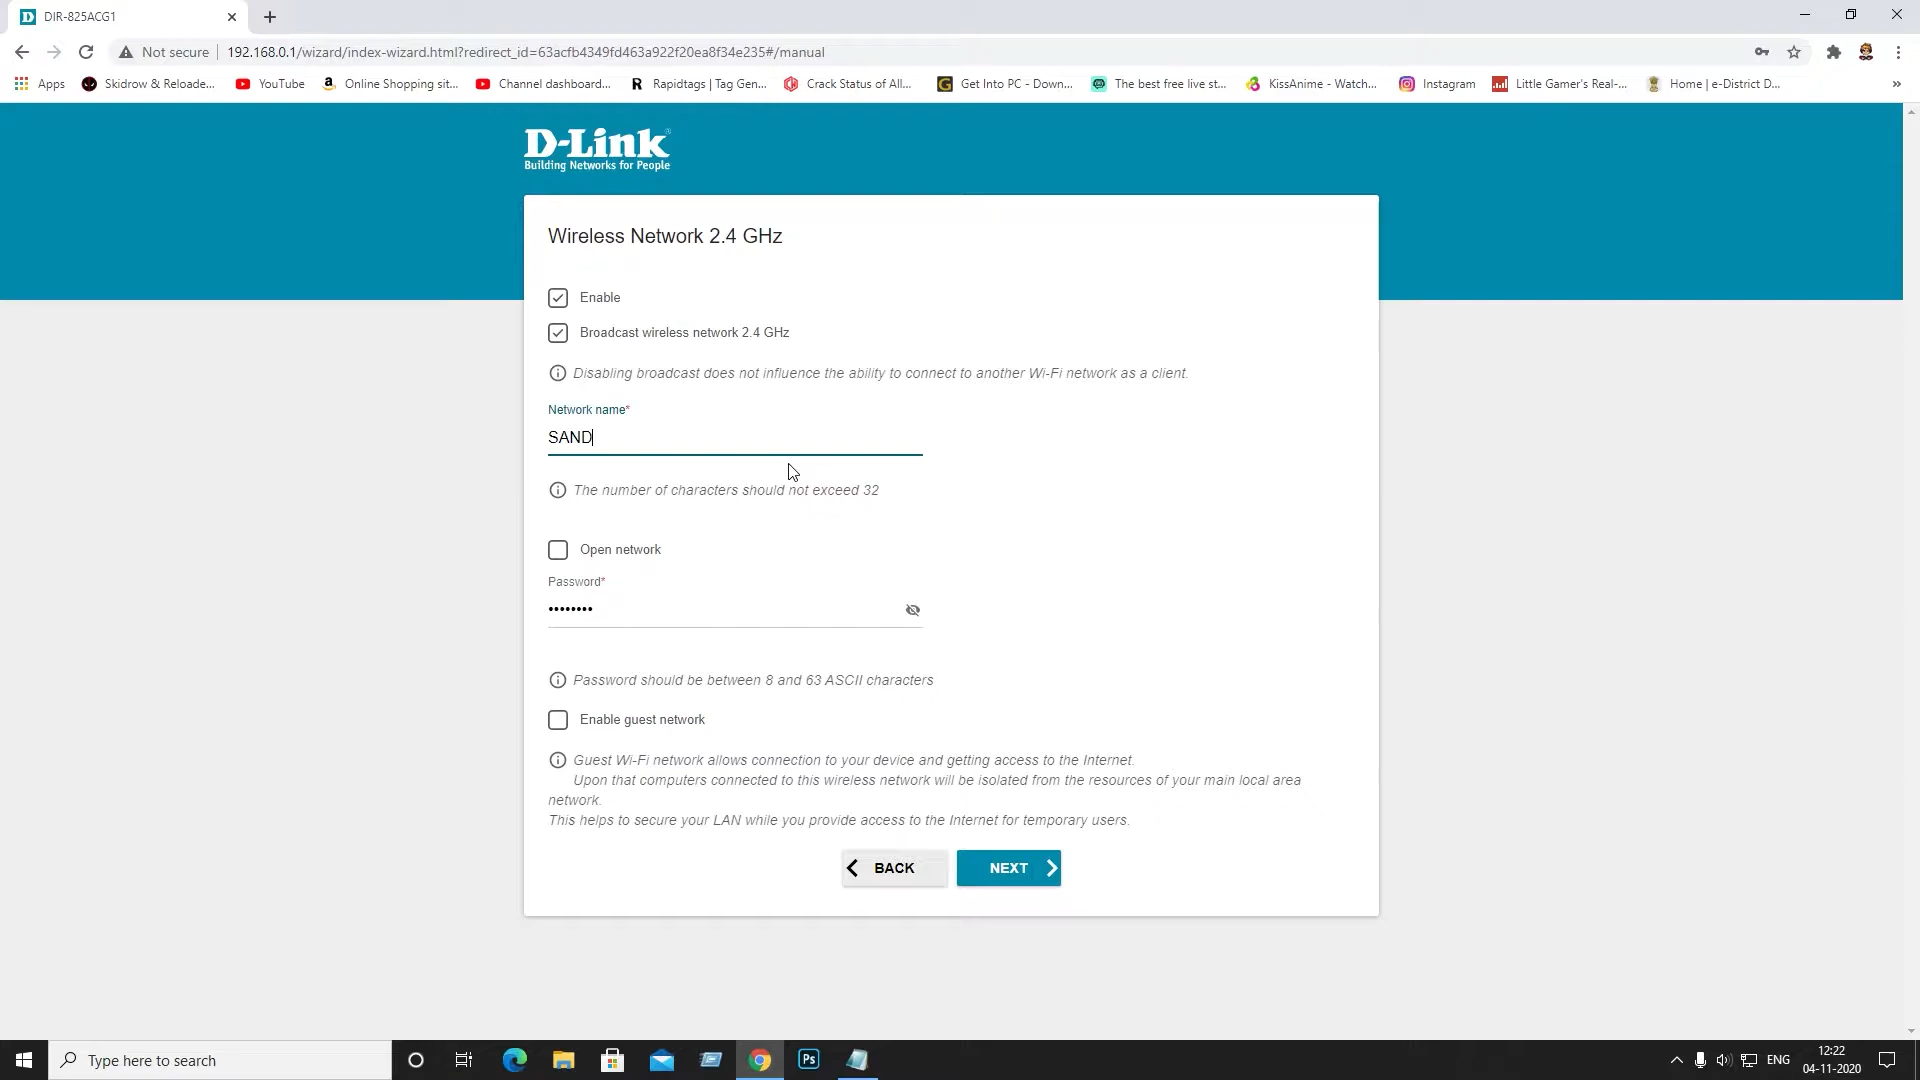 DIR-825ACG1
Not secure
192.168.0.1/wizard/index-wizard.html?redirect_id=63acfb4349fd463a922f20ea8f34e235#/manual
Apps
Skidrow & Reloade...
YouTube
Online Shopping sit...
Channel dashboard...
Rapidtags | Tag Gen...
Crack Status of All...
Get Into PC - Down...
The best free live st...
KissAnime - Watch...
Instagram
Little Gamer's Real-...
Home | e-District D...
D-Link
Building Networks for People
Wireless Network 2.4 GHz
Enable
Broadcast wireless network 2.4 GHz
Disabling broadcast does not influence the ability to connect to another Wi-Fi network as a client.
Network name*
SAND
The number of characters should not exceed 32
Open network
Password*
••••••••
Password should be between 8 and 63 ASCII characters
Enable guest network
Guest Wi-Fi network allows connection to your device and getting access to the Internet.
Upon that computers connected to this wireless network will be isolated from the resources of your main local area
network.
This helps to secure your LAN while you provide access to the Internet for temporary users.
BACK
NEXT
Type here to search
Ps
ENG
12:22
04-11-2020